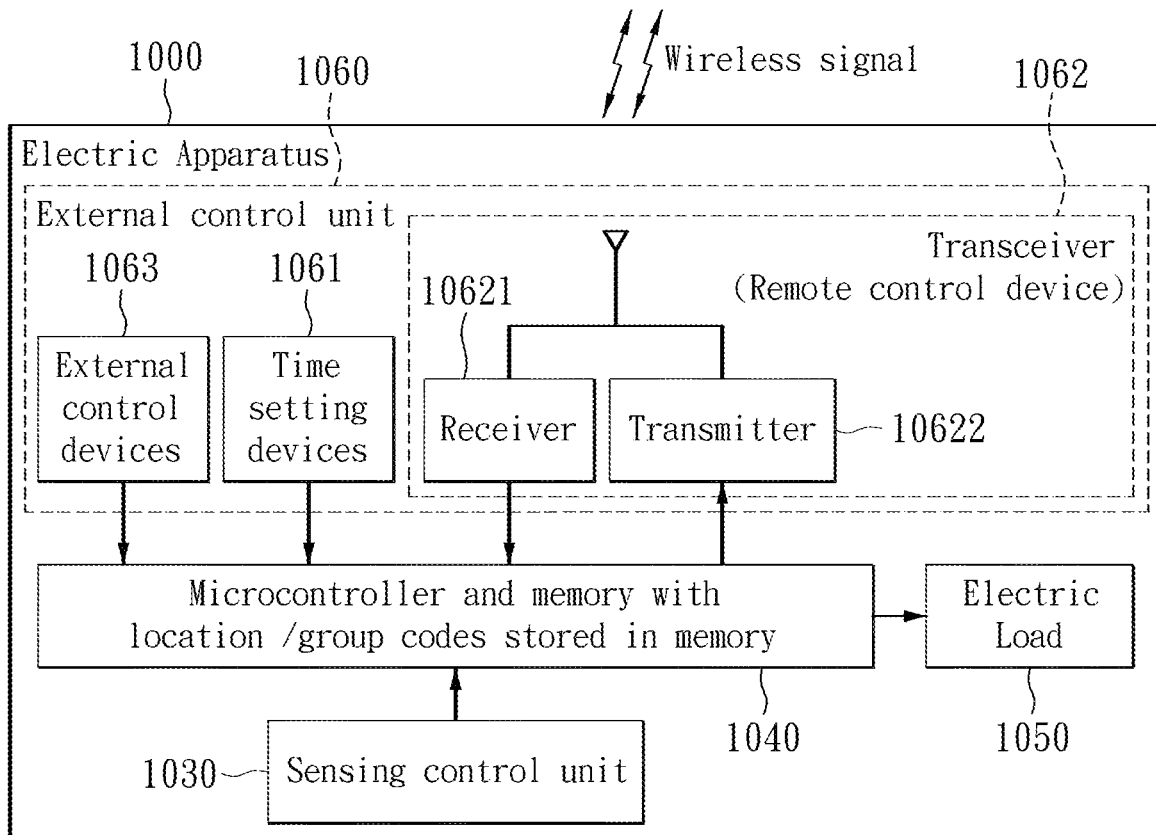 1000
1060
Wireless signal
1062
Electric Apparatus
External control unit
Transceiver
(Remote control device)
1063
1061
10621
External
control
devices
Time
setting
devices
Receiver
Transmitter
10622
Microcontroller and memory with
location /group codes stored in memory
Electric
Load
1040
1050
1030
Sensing control unit